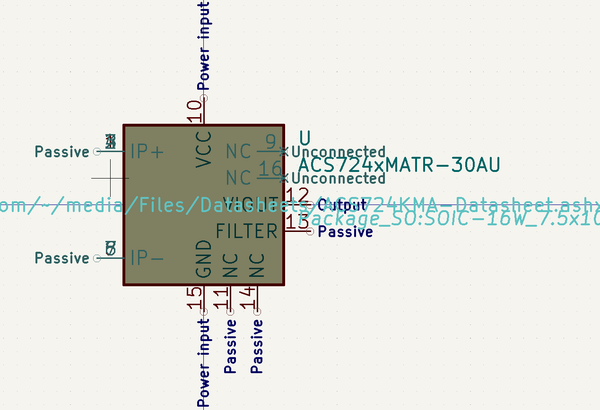 Power input
10
VCC
U
9
NC
Unconnected
Passive
IP+
ACS724xMATR-30AU
16
NC
Unconnected
12
VIOUT
Output
com/~/media/Files/Datasheets/ACS724KMA-Datasheet.ashx
Package_SO:SOIC-16W_7.5x10
13
FILTER
Passive
Passive
IP-
GND
NC
NC
15
11
14
Power input
Passive
Passive